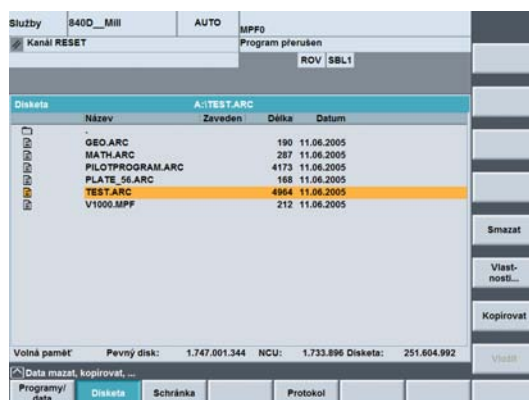 Služby 840D__Mill AUTO MPF0
Kanál RESET Program přerušen
ROV SBL1
Disketa A:\TEST.ARC
Název Zaveden Délka Datum
.
GEO.ARC 190 11.06.2005
MATH.ARC 287 11.06.2005
PILOTPROGRAM.ARC 4173 11.06.2005
PLATE_56.ARC 168 11.06.2005
TEST.ARC 4964 11.06.2005
V1000.MPF 212 11.06.2005
Smazat
Vlast-
nosti...
Kopírovat
Vložit
Volná paměť Pevný disk: 1.747.001.344 NCU: 1.733.896 Disketa: 251.604.992
Data mazat, kopírovat, ...
Programy/
data
Disketa
Schránka
Protokol